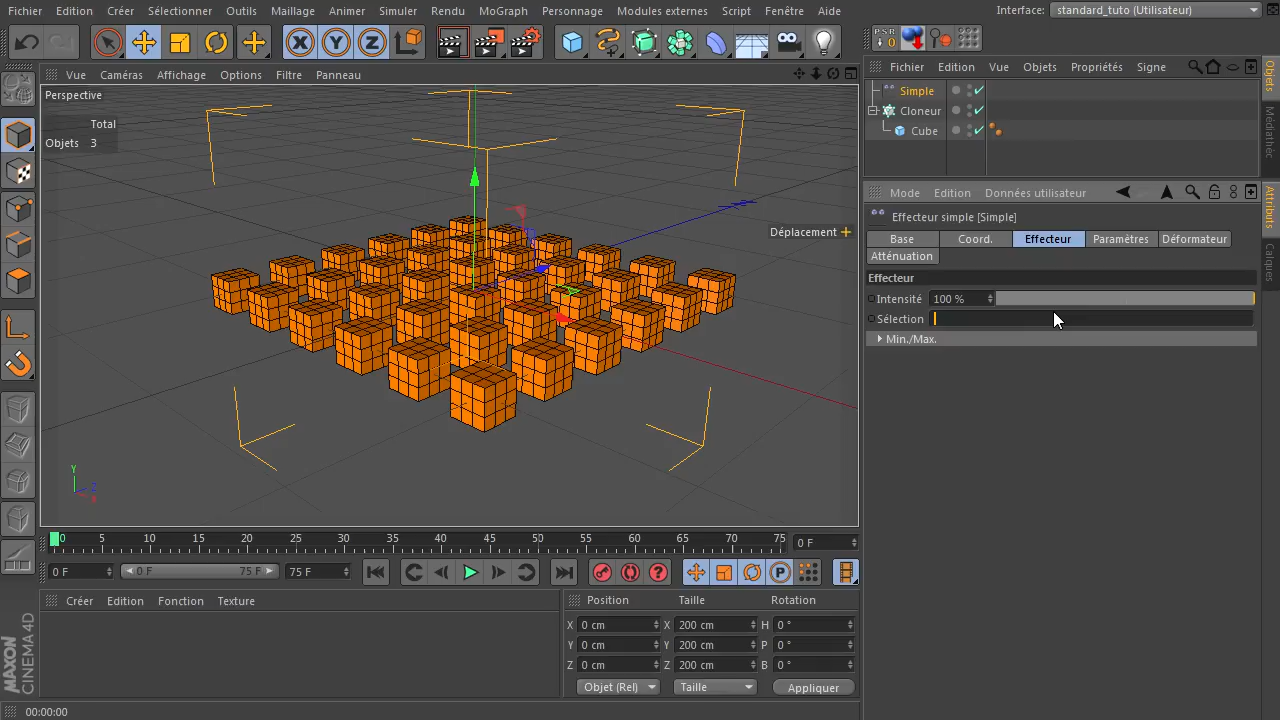 Fichier Edition Créer Sélectionner Outils Maillage Animer Simuler Rendu MoGraph Personnage Modules externes Script Fenêtre Aide Interface: standard_tuto (Utilisateur)
X Y Z PSR 0
Vue Caméras Affichage Options Filtre Panneau
Fichier Edition Vue Objets Propriétés Signe
Perspective
Total
Objets 3
Déplacement
Y
Z
X
Simple
Cloneur
Cube
Objets
Attributs
Calques
Mode Edition Données utilisateur
Effecteur simple [Simple]
Base Coord. Effecteur Paramètres Déformateur
Atténuation
Effecteur
Intensité 100 %
Sélection
Min./Max.
0 5 10 15 20 25 30 35 40 45 50 55 60 65 70 75 0 F
0 F 0 F 75 F 75 F P
Créer Edition Fonction Texture
Position Taille Rotation
X 0 cm X 200 cm H 0 °
Y 0 cm Y 200 cm P 0 °
Z 0 cm Z 200 cm B 0 °
Objet (Rel) Taille Appliquer
MAXON
CINEMA 4D
00:00:00